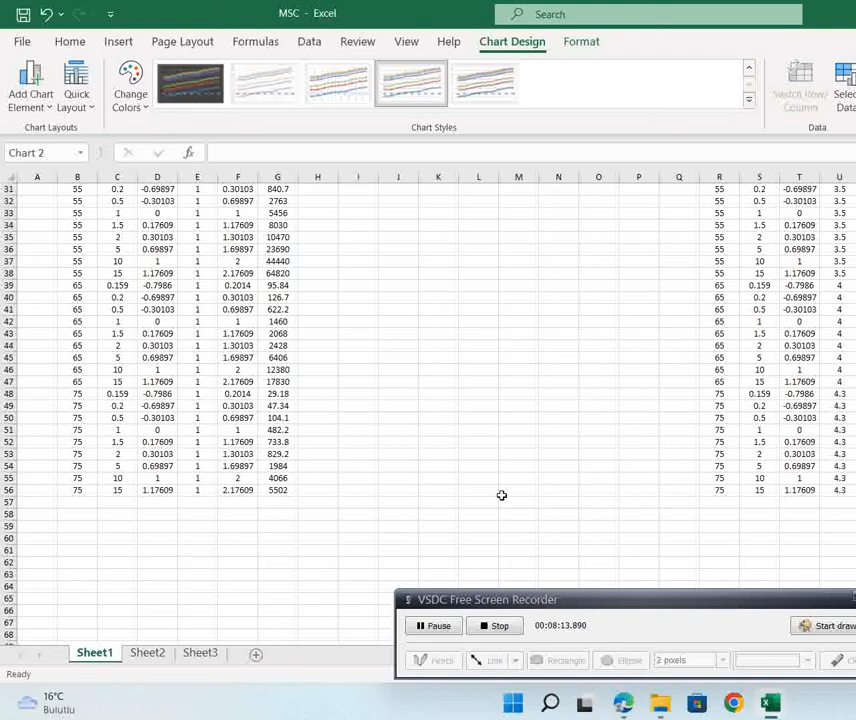 MSC - Excel
Search
File Home Insert Page Layout Formulas Data Review View Help Chart Design Format
Add Chart Element
Quick Layout
Change Colors
Switch Row/ Column
Selec Data
Chart Layouts
Chart Styles
Data
Chart 2
fx
A B C D E F G H I J K L M N O P Q R S T U
31 55 0.2 -0.69897 1 0.30103 840.7 55 0.2 -0.69897 3.5
32 55 0.5 -0.30103 1 0.69897 2763 55 0.5 -0.30103 3.5
33 55 1 0 1 1 5456 55 1 0 3.5
34 55 1.5 0.17609 1 1.17609 8030 55 1.5 0.17609 3.5
35 55 2 0.30103 1 1.30103 10470 55 2 0.30103 3.5
36 55 5 0.69897 1 1.69897 23690 55 5 0.69897 3.5
37 55 10 1 1 2 44440 55 10 1 3.5
38 55 15 1.17609 1 2.17609 64820 55 15 1.17609 3.5
39 65 0.159 -0.7986 1 0.2014 95.84 65 0.159 -0.7986 4
40 65 0.2 -0.69897 1 0.30103 126.7 65 0.2 -0.69897 4
41 65 0.5 -0.30103 1 0.69897 622.2 65 0.5 -0.30103 4
42 65 1 0 1 1 1460 65 1 0 4
43 65 1.5 0.17609 1 1.17609 2068 65 1.5 0.17609 4
44 65 2 0.30103 1 1.30103 2428 65 2 0.30103 4
45 65 5 0.69897 1 1.69897 6406 65 5 0.69897 4
46 65 10 1 1 2 12380 65 10 1 4
47 65 15 1.17609 1 2.17609 17830 65 15 1.17609 4
48 75 0.159 -0.7986 1 0.2014 29.18 75 0.159 -0.7986 4.3
49 75 0.2 -0.69897 1 0.30103 47.34 75 0.2 -0.69897 4.3
50 75 0.5 -0.30103 1 0.69897 104.1 75 0.5 -0.30103 4.3
51 75 1 0 1 1 482.2 75 1 0 4.3
52 75 1.5 0.17609 1 1.17609 733.8 75 1.5 0.17609 4.3
53 75 2 0.30103 1 1.30103 829.2 75 2 0.30103 4.3
54 75 5 0.69897 1 1.69897 1984 75 5 0.69897 4.3
55 75 10 1 1 2 4066 75 10 1 4.3
56 75 15 1.17609 1 2.17609 5502 75 15 1.17609 4.3
57
58
59
60
61
62
63
64
65
66
67
68
VSDC Free Screen Recorder
Pause Stop 00:08:13.890 Start draw
Pencil Line Rectangle Ellipse 2 pixels
Sheet1 Sheet2 Sheet3
Ready
16°C
Bulutlu